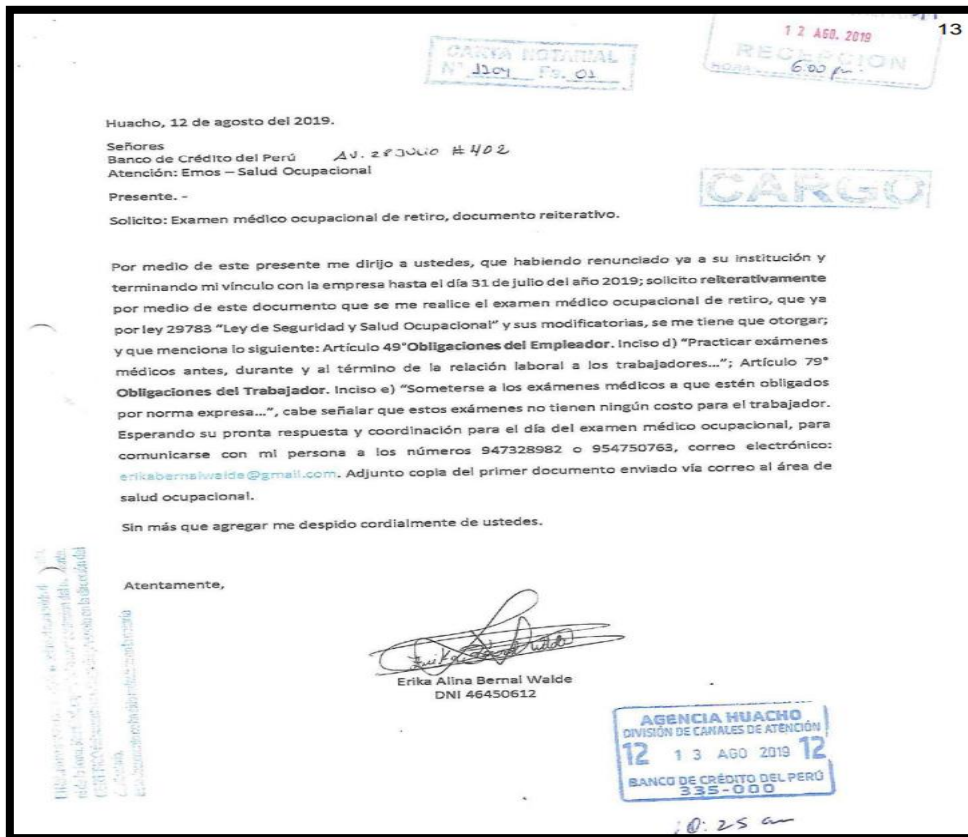 13
12 AGO. 2019
RECEPCION
HORA: 6:00 pm.
CARTA NOTARIAL
N° 1204 Fs. 01
Huacho, 12 de agosto del 2019.
Señores
Banco de Crédito del Perú AV. 28 JULIO # 402
Atención: Emos – Salud Ocupacional
CARGO
Presente. -
Solicito: Examen médico ocupacional de retiro, documento reiterativo.
Por medio de este presente me dirijo a ustedes, que habiendo renunciado ya a su institución y
terminando mi vínculo con la empresa hasta el día 31 de julio del año 2019; solicito reiterativamente
por medio de este documento que se me realice el examen médico ocupacional de retiro, que ya
por ley 29783 "Ley de Seguridad y Salud Ocupacional" y sus modificatorias, se me tiene que otorgar;
y que menciona lo siguiente: Artículo 49°Obligaciones del Empleador. Inciso d) "Practicar exámenes
médicos antes, durante y al término de la relación laboral a los trabajadores..."; Artículo 79°
Obligaciones del Trabajador. Inciso e) "Someterse a los exámenes médicos a que estén obligados
por norma expresa...", cabe señalar que estos exámenes no tienen ningún costo para el trabajador.
Esperando su pronta respuesta y coordinación para el día del examen médico ocupacional, para
comunicarse con mi persona a los números 947328982 o 954750763, correo electrónico:
erikabernalwalde@gmail.com. Adjunto copia del primer documento enviado vía correo al área de
salud ocupacional.
Sin más que agregar me despido cordialmente de ustedes.
Atentamente,
Erika Alina Bernal Walde
DNI 46450612
AGENCIA HUACHO
DIVISIÓN DE CANALES DE ATENCIÓN
12 13 AGO 2019 12
BANCO DE CRÉDITO DEL PERÚ
335-000
10:25 am